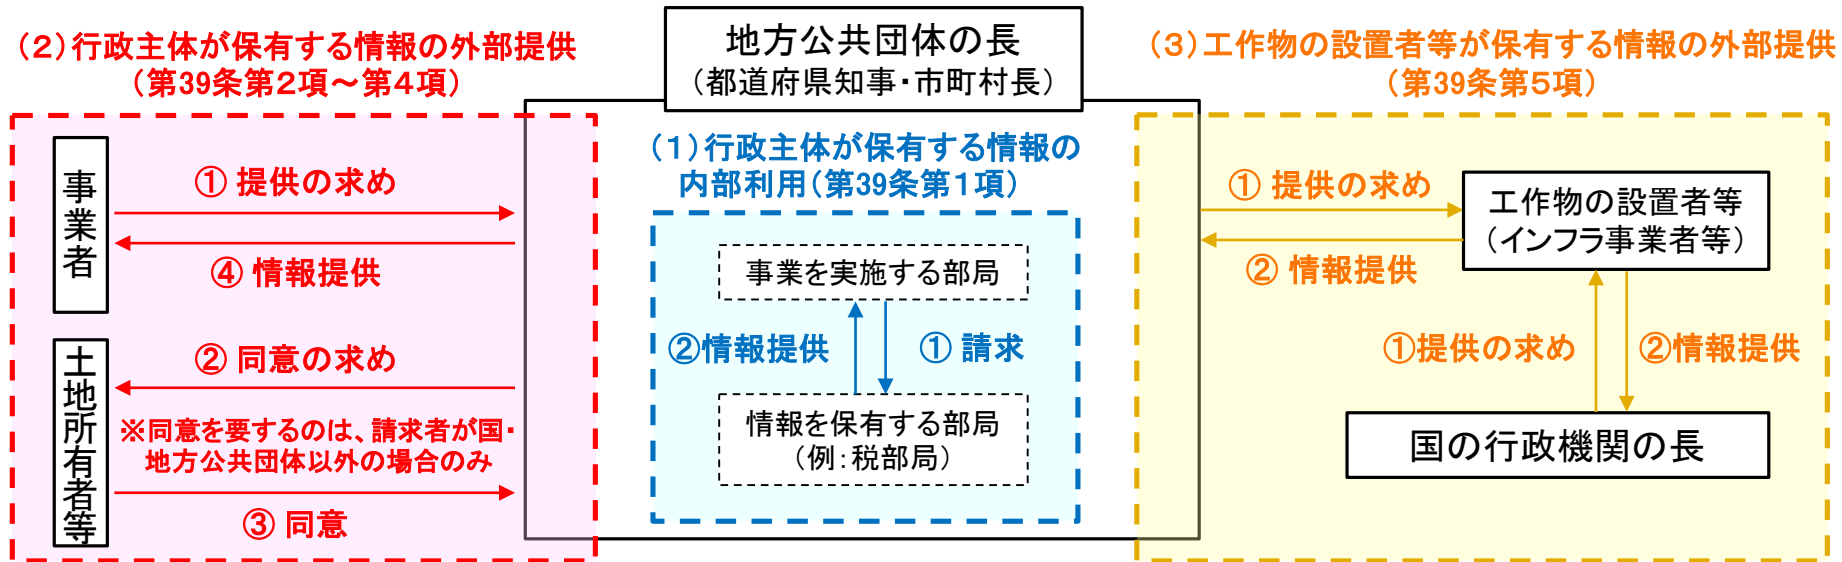 地方公共団体の長
（都道府県知事・市町村長）
（２）行政主体が保有する情報の外部提供
（第39条第２項～第４項）
事業者
① 提供の求め
④ 情報提供
土地所有者等
② 同意の求め
※同意を要するのは、請求者が国・
地方公共団体以外の場合のみ
③ 同意
（１）行政主体が保有する情報の
内部利用（第39条第１項）
事業を実施する部局
②情報提供
① 請求
情報を保有する部局
（例：税部局）
（３）工作物の設置者等が保有する情報の外部提供
（第39条第５項）
① 提供の求め
② 情報提供
工作物の設置者等
（インフラ事業者等）
①提供の求め
②情報提供
国の行政機関の長